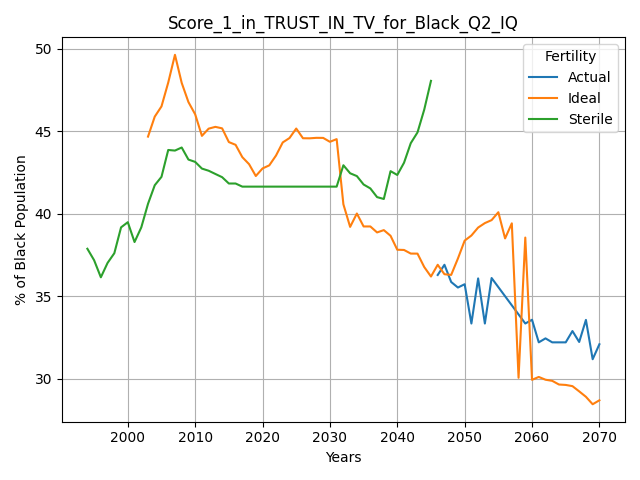 Score_1_in_TRUST_IN_TV_for_Black_Q2_IQ
% of Black Population
50
45
40
35
30
Fertility
Actual
Ideal
Sterile
2000
2010
2020
2030
2040
2050
2060
2070
Years